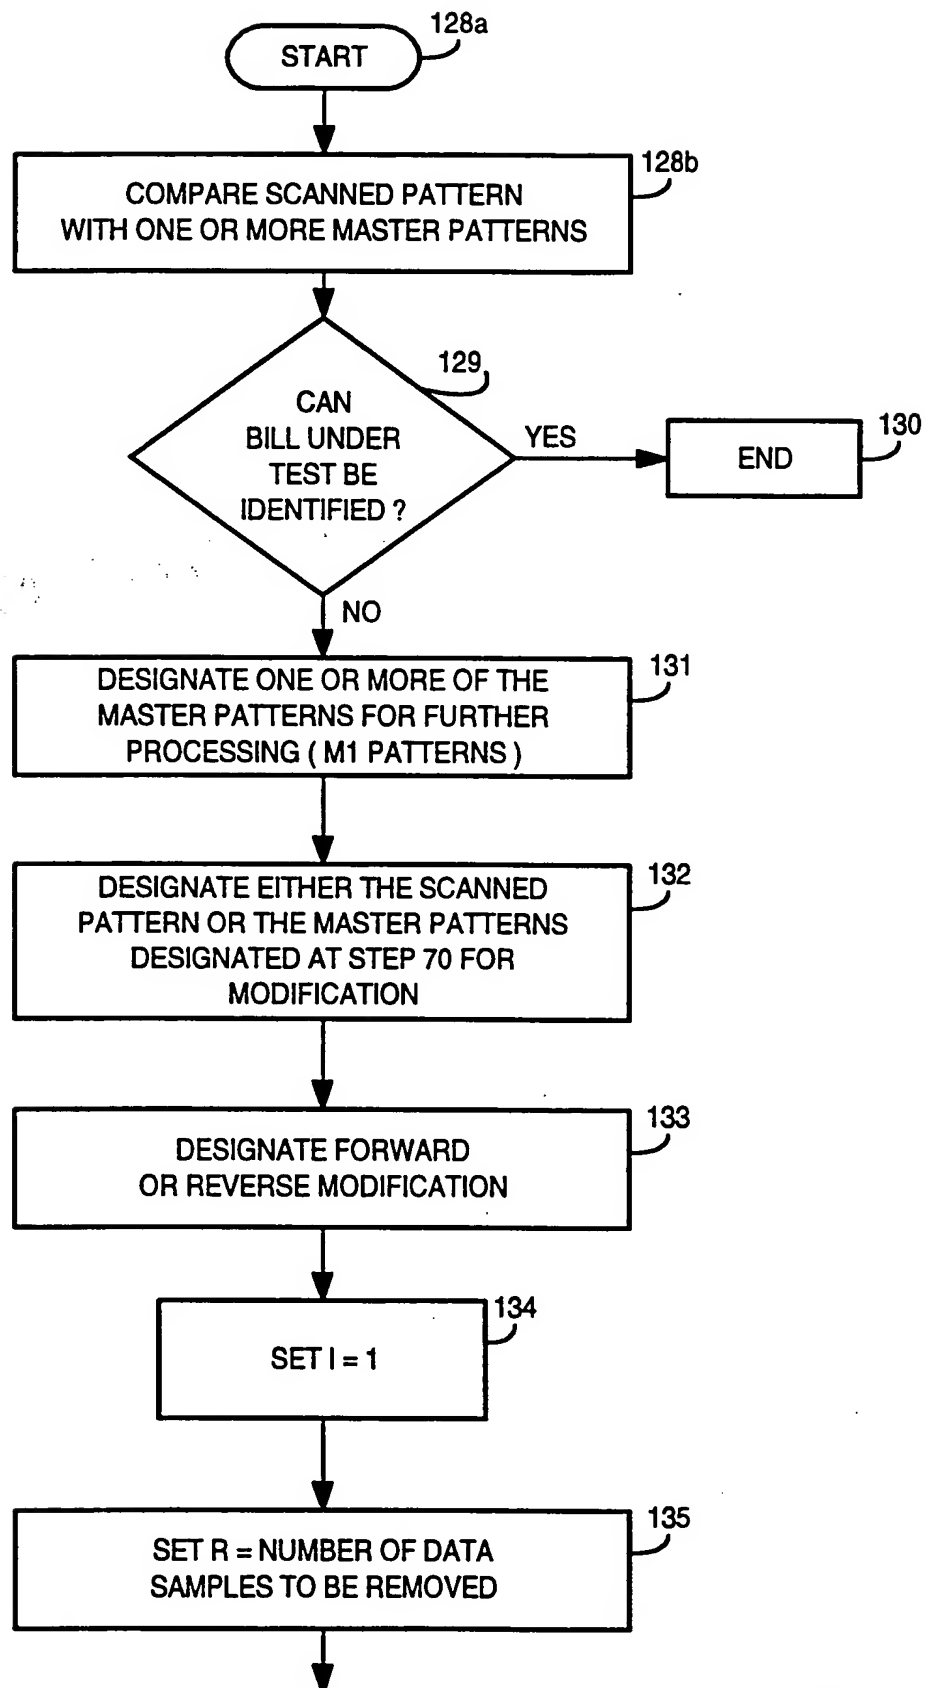 128a
START
128b
COMPARE SCANNED PATTERN
WITH ONE OR MORE MASTER PATTERNS
129
CAN
BILL UNDER
TEST BE
IDENTIFIED ?
YES
130
END
NO
131
DESIGNATE ONE OR MORE OF THE
MASTER PATTERNS FOR FURTHER
PROCESSING ( M1 PATTERNS )
132
DESIGNATE EITHER THE SCANNED
PATTERN OR THE MASTER PATTERNS
DESIGNATED AT STEP 70 FOR
MODIFICATION
133
DESIGNATE FORWARD
OR REVERSE MODIFICATION
134
SET I = 1
135
SET R = NUMBER OF DATA
SAMPLES TO BE REMOVED